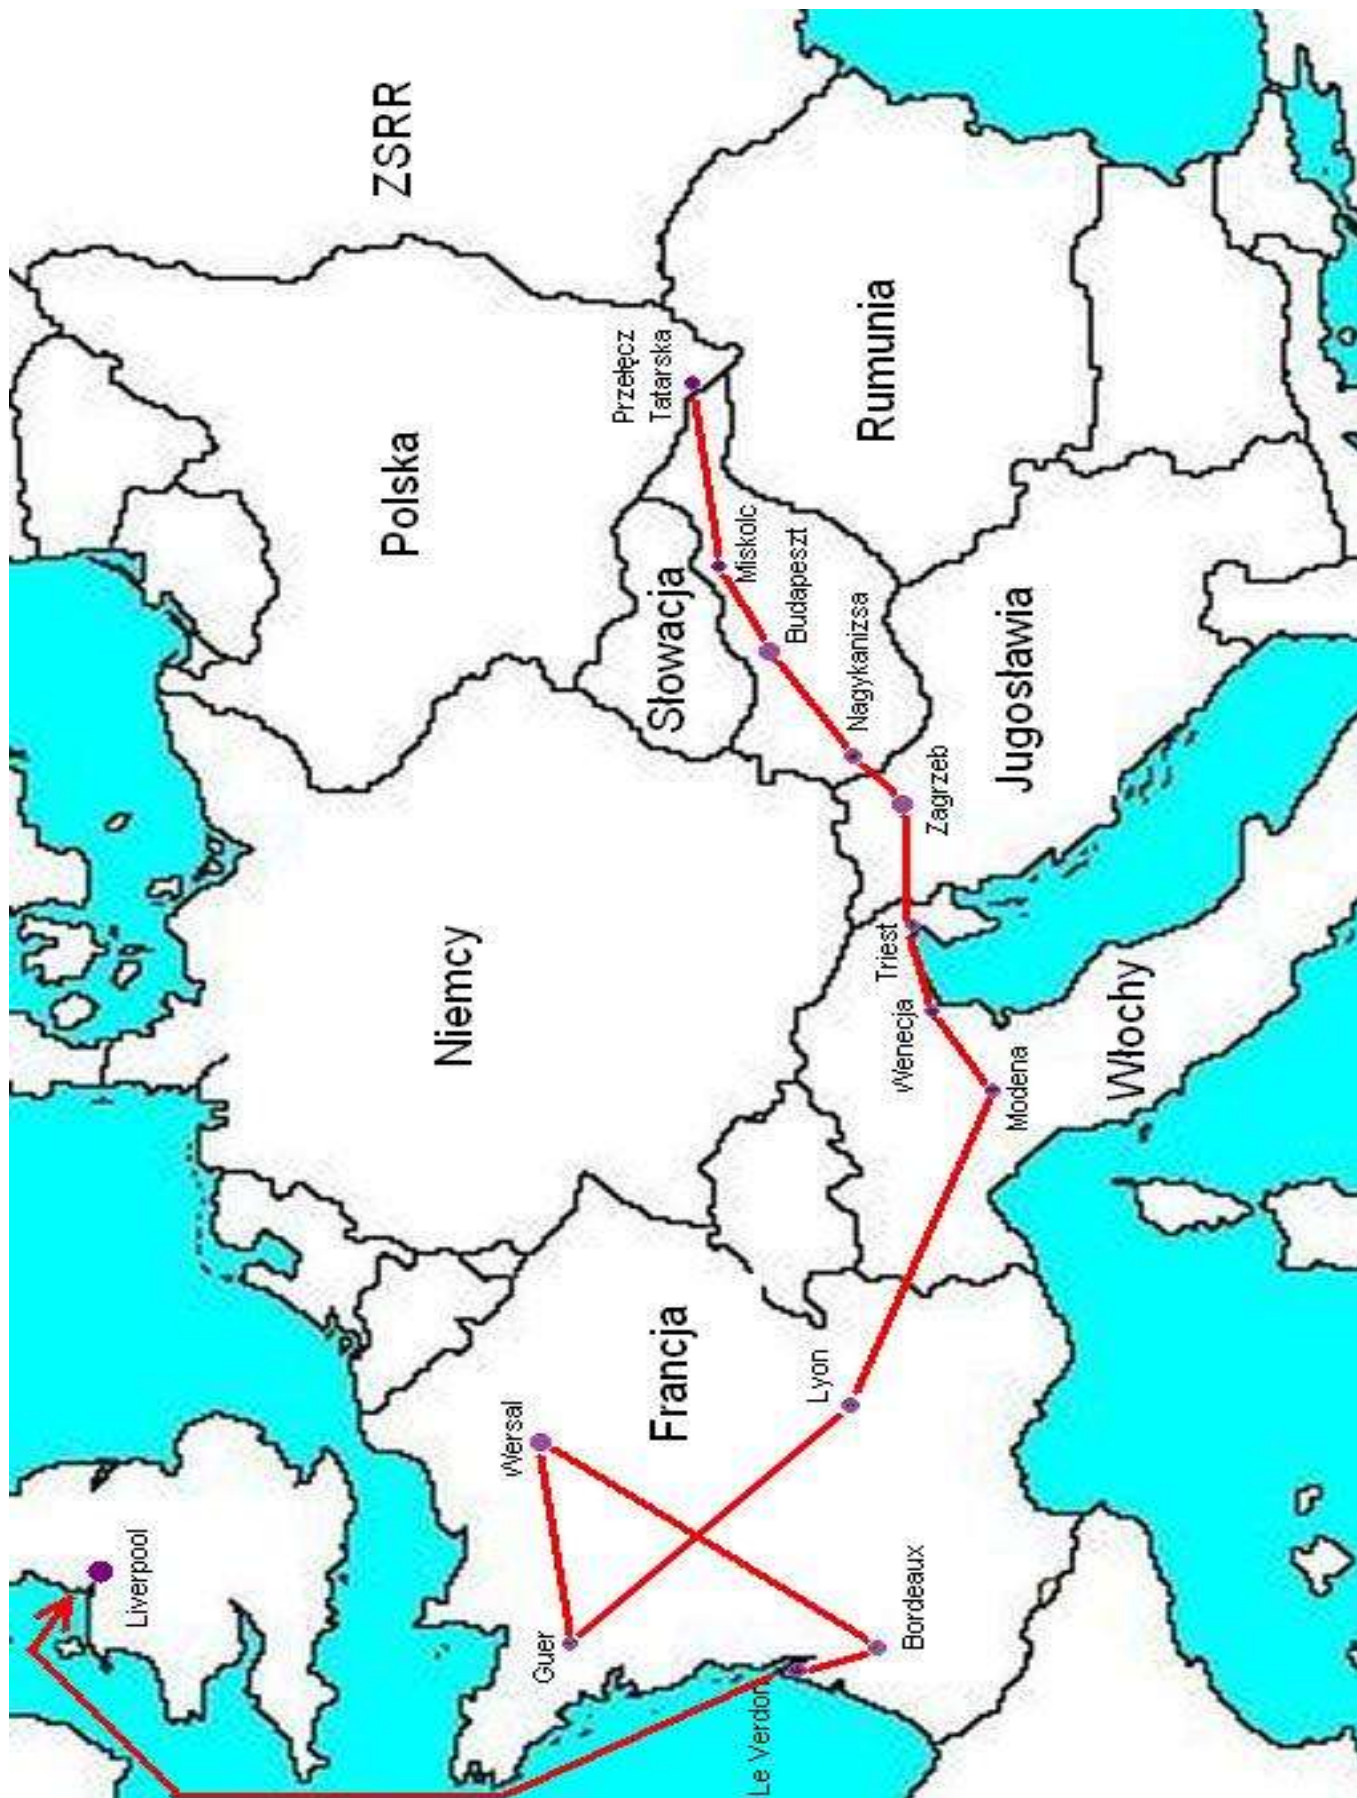 ZSRR
Polska
Przełęcz
Tatarska
Rumunia
Miskolc
Słowacja
Budapeszt
Nagykanizsa
Zagrzeb
Jugosławia
Niemcy
Triest
Wenecja
Modena
Włochy
Francja
Lyon
Wersal
Liverpool
Guer
Bordeaux
Le Verdon